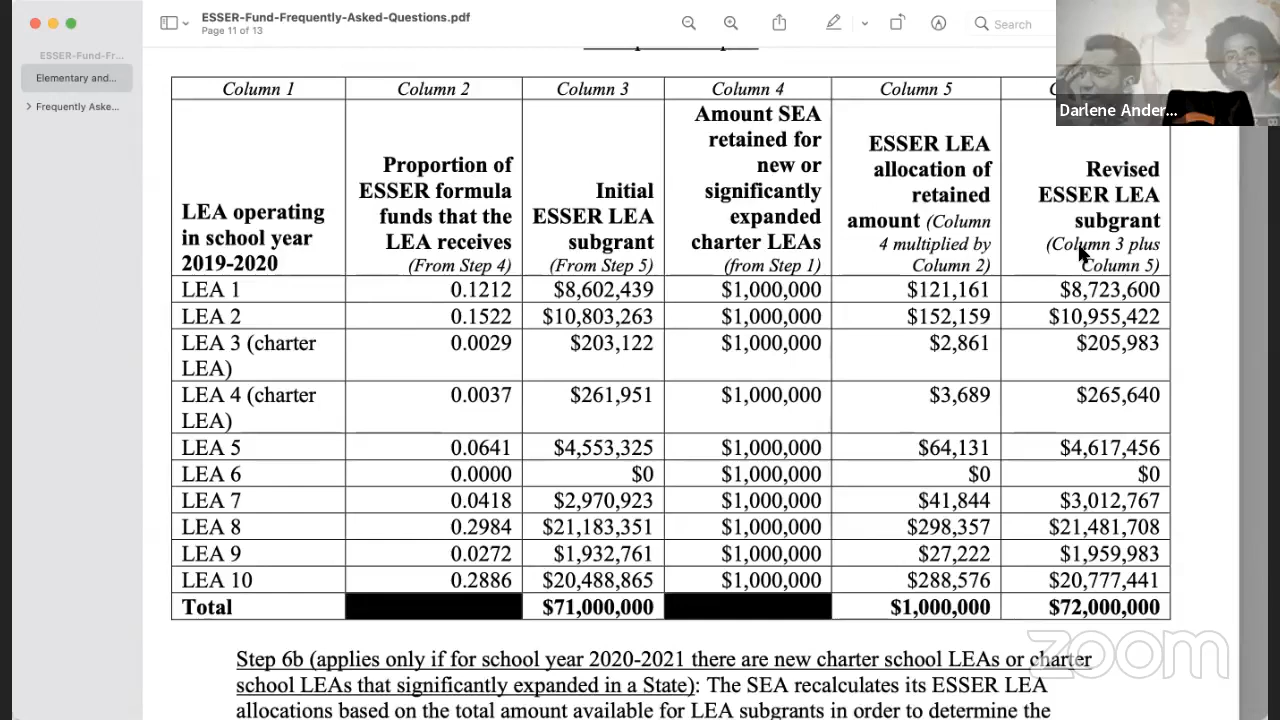 ESSER-Fund-Frequently-Asked-Questions.pdf
Page 11 of 13
Search
ESSER-Fund-Fr...
Elementary and...
Frequently Aske...
Darlene Ander...
Column 1 Column 2 Column 3 Column 4 Column 5
LEA operating
in school year
2019-2020
Proportion of
ESSER formula
funds that the
LEA receives
(From Step 4)
Initial
ESSER LEA
subgrant
(From Step 5)
Amount SEA
retained for
new or
significantly
expanded
charter LEAs
(from Step 1)
ESSER LEA
allocation of
retained
amount (Column
4 multiplied by
Column 2)
Revised
ESSER LEA
subgrant
(Column 3 plus
Column 5)
LEA 1 0.1212 $8,602,439 $1,000,000 $121,161 $8,723,600
LEA 2 0.1522 $10,803,263 $1,000,000 $152,159 $10,955,422
LEA 3 (charter 0.0029 $203,122 $1,000,000 $2,861 $205,983
LEA)
LEA 4 (charter 0.0037 $261,951 $1,000,000 $3,689 $265,640
LEA)
LEA 5 0.0641 $4,553,325 $1,000,000 $64,131 $4,617,456
LEA 6 0.0000 $0 $1,000,000 $0 $0
LEA 7 0.0418 $2,970,923 $1,000,000 $41,844 $3,012,767
LEA 8 0.2984 $21,183,351 $1,000,000 $298,357 $21,481,708
LEA 9 0.0272 $1,932,761 $1,000,000 $27,222 $1,959,983
LEA 10 0.2886 $20,488,865 $1,000,000 $288,576 $20,777,441
Total $71,000,000 $1,000,000 $72,000,000
zoom
Step 6b (applies only if for school year 2020-2021 there are new charter school LEAs or charter
school LEAs that significantly expanded in a State): The SEA recalculates its ESSER LEA
allocations based on the total amount available for LEA subgrants in order to determine the